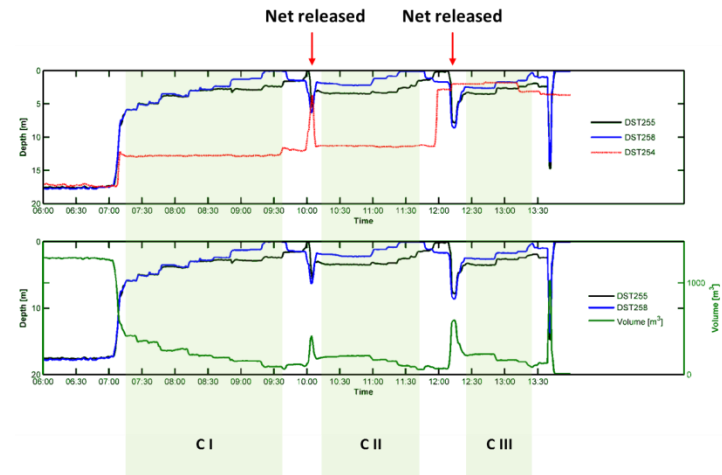 Net released Net released
0
5
10
15
20
Depth [m]
DST255
DST258
DST254
06:00 06:30 07:00 07:30 08:00 08:30 09:00 09:30 10:00 10:30 11:00 11:30 12:00 12:30 13:00 13:30
Time
0
10
20
Depth [m]
1000
0
Volume [m³]
DST255
DST258
Volume [m³]
06:00 06:30 07:00 07:30 08:00 08:30 09:00 09:30 10:00 10:30 11:00 11:30 12:00 12:30 13:00 13:30
Time
C I C II C III